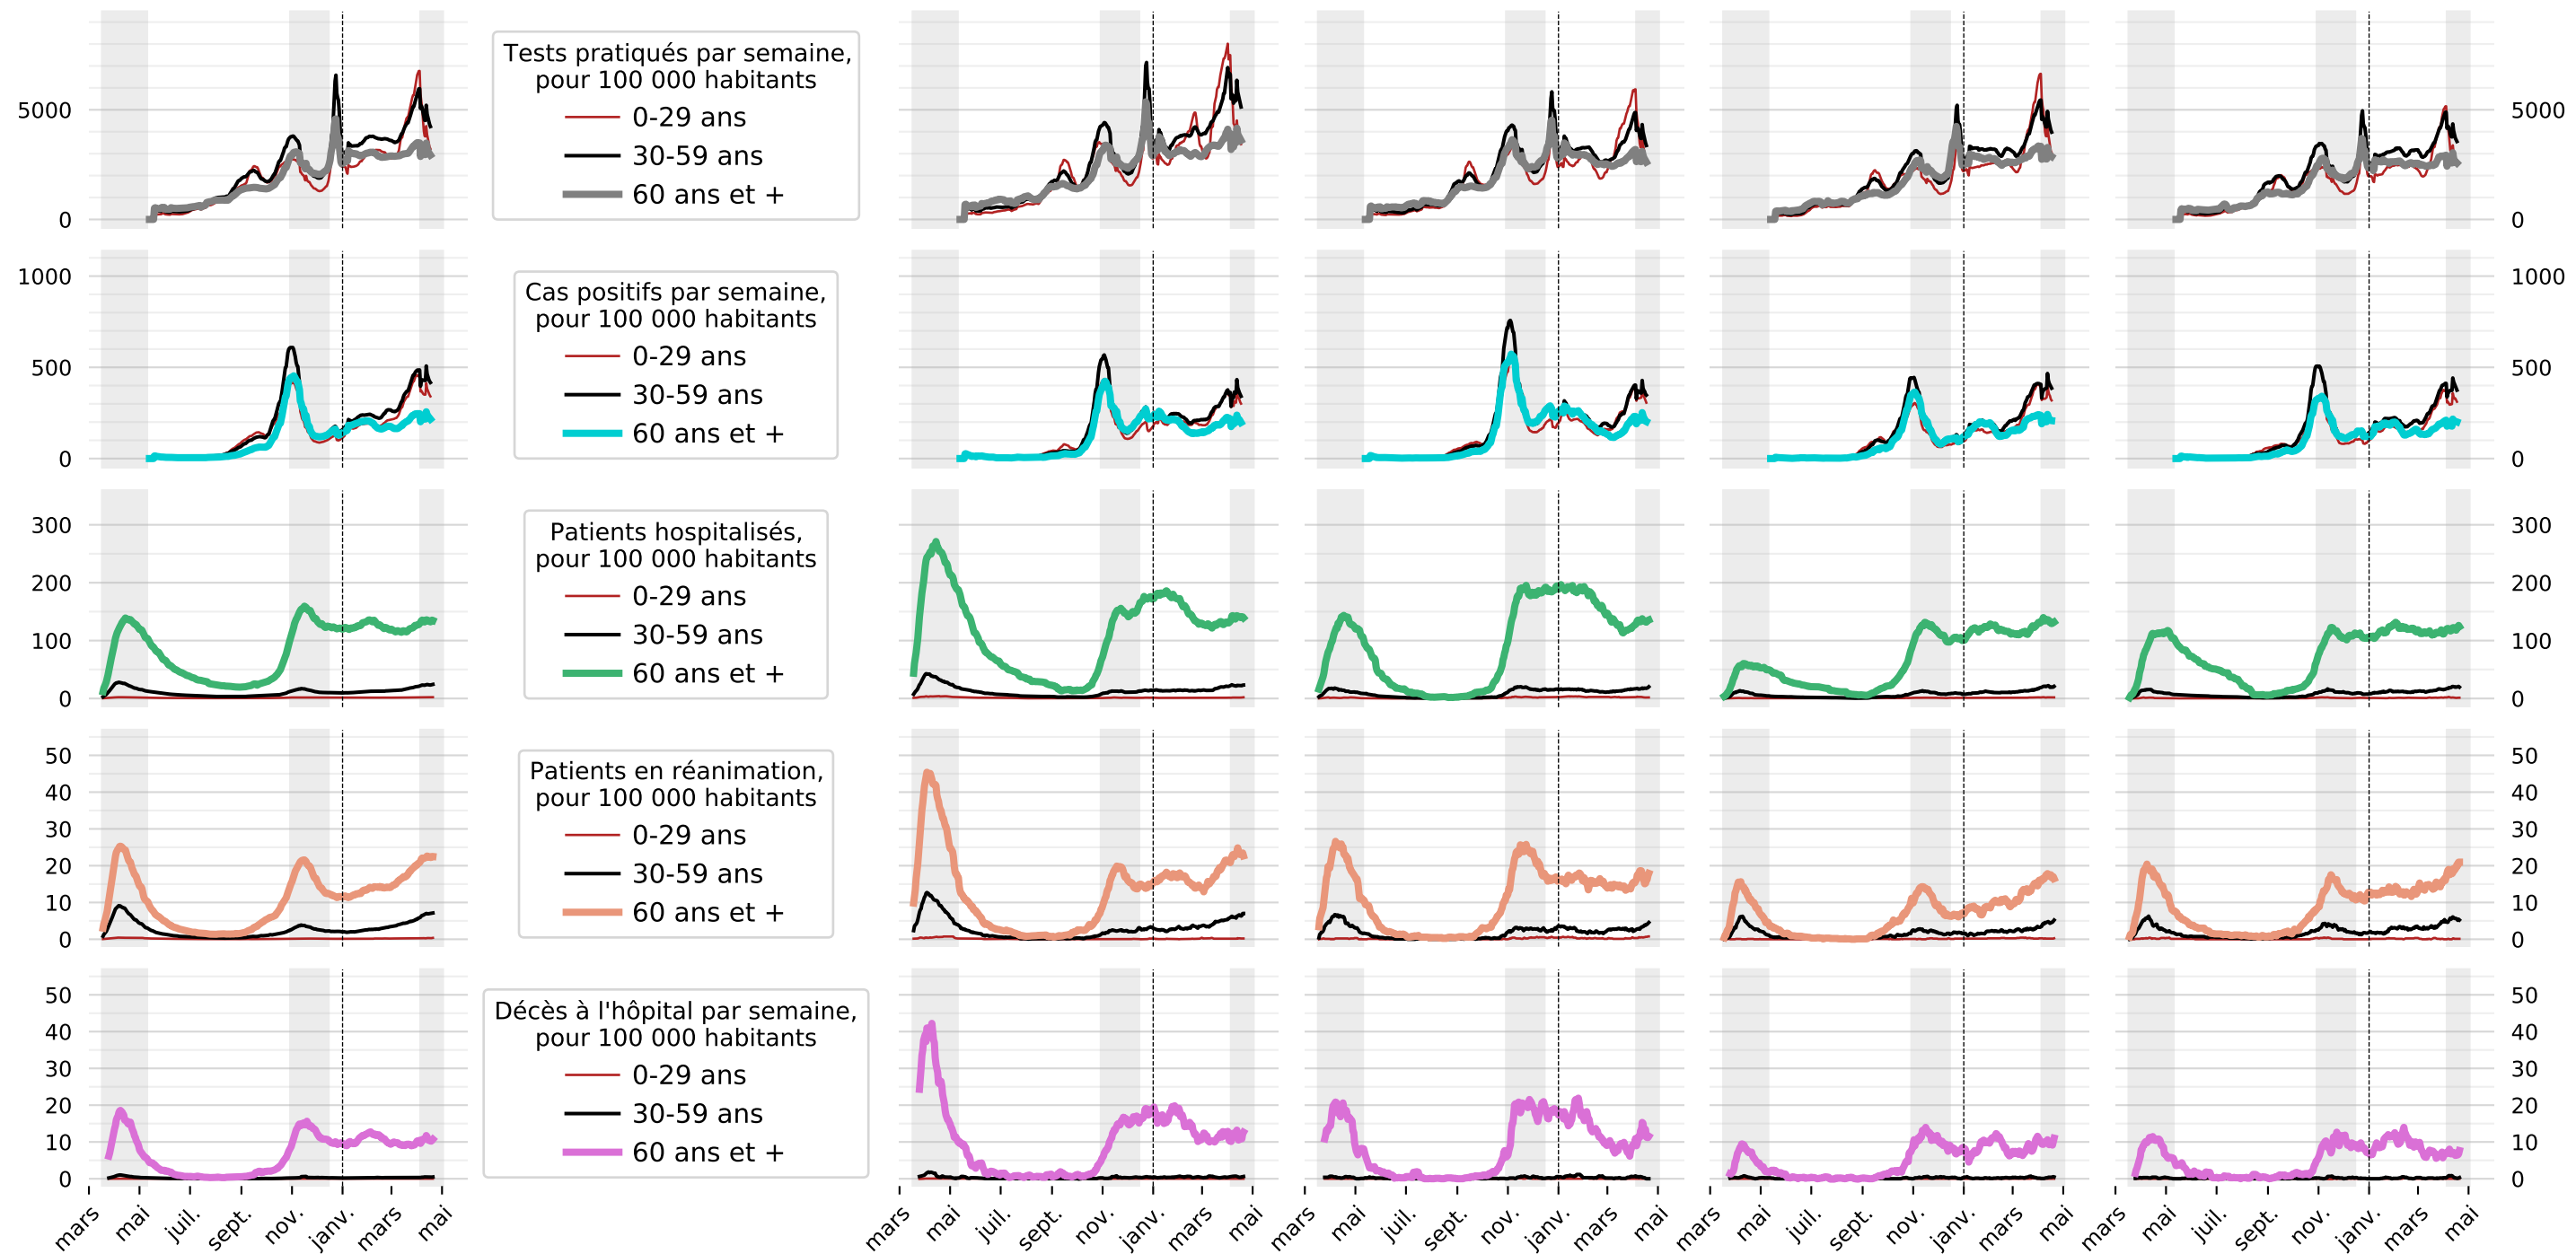 5000
0
Tests pratiqués par semaine,
pour 100 000 habitants
0-29 ans
30-59 ans
60 ans et +
5000
0
1000
500
0
Cas positifs par semaine,
pour 100 000 habitants
0-29 ans
30-59 ans
60 ans et +
1000
500
0
300
200
100
0
Patients hospitalisés,
pour 100 000 habitants
0-29 ans
30-59 ans
60 ans et +
300
200
100
0
50
40
30
20
10
0
Patients en réanimation,
pour 100 000 habitants
0-29 ans
30-59 ans
60 ans et +
50
40
30
20
10
0
50
40
30
20
10
0
Décès à l'hôpital par semaine,
pour 100 000 habitants
0-29 ans
30-59 ans
60 ans et +
50
40
30
20
10
0
mars mai juil. sept. nov. janv. mars mai
mars mai juil. sept. nov. janv. mars mai
mars mai juil. sept. nov. janv. mars mai
mars mai juil. sept. nov. janv. mars mai
mars mai juil. sept. nov. janv. mars mai